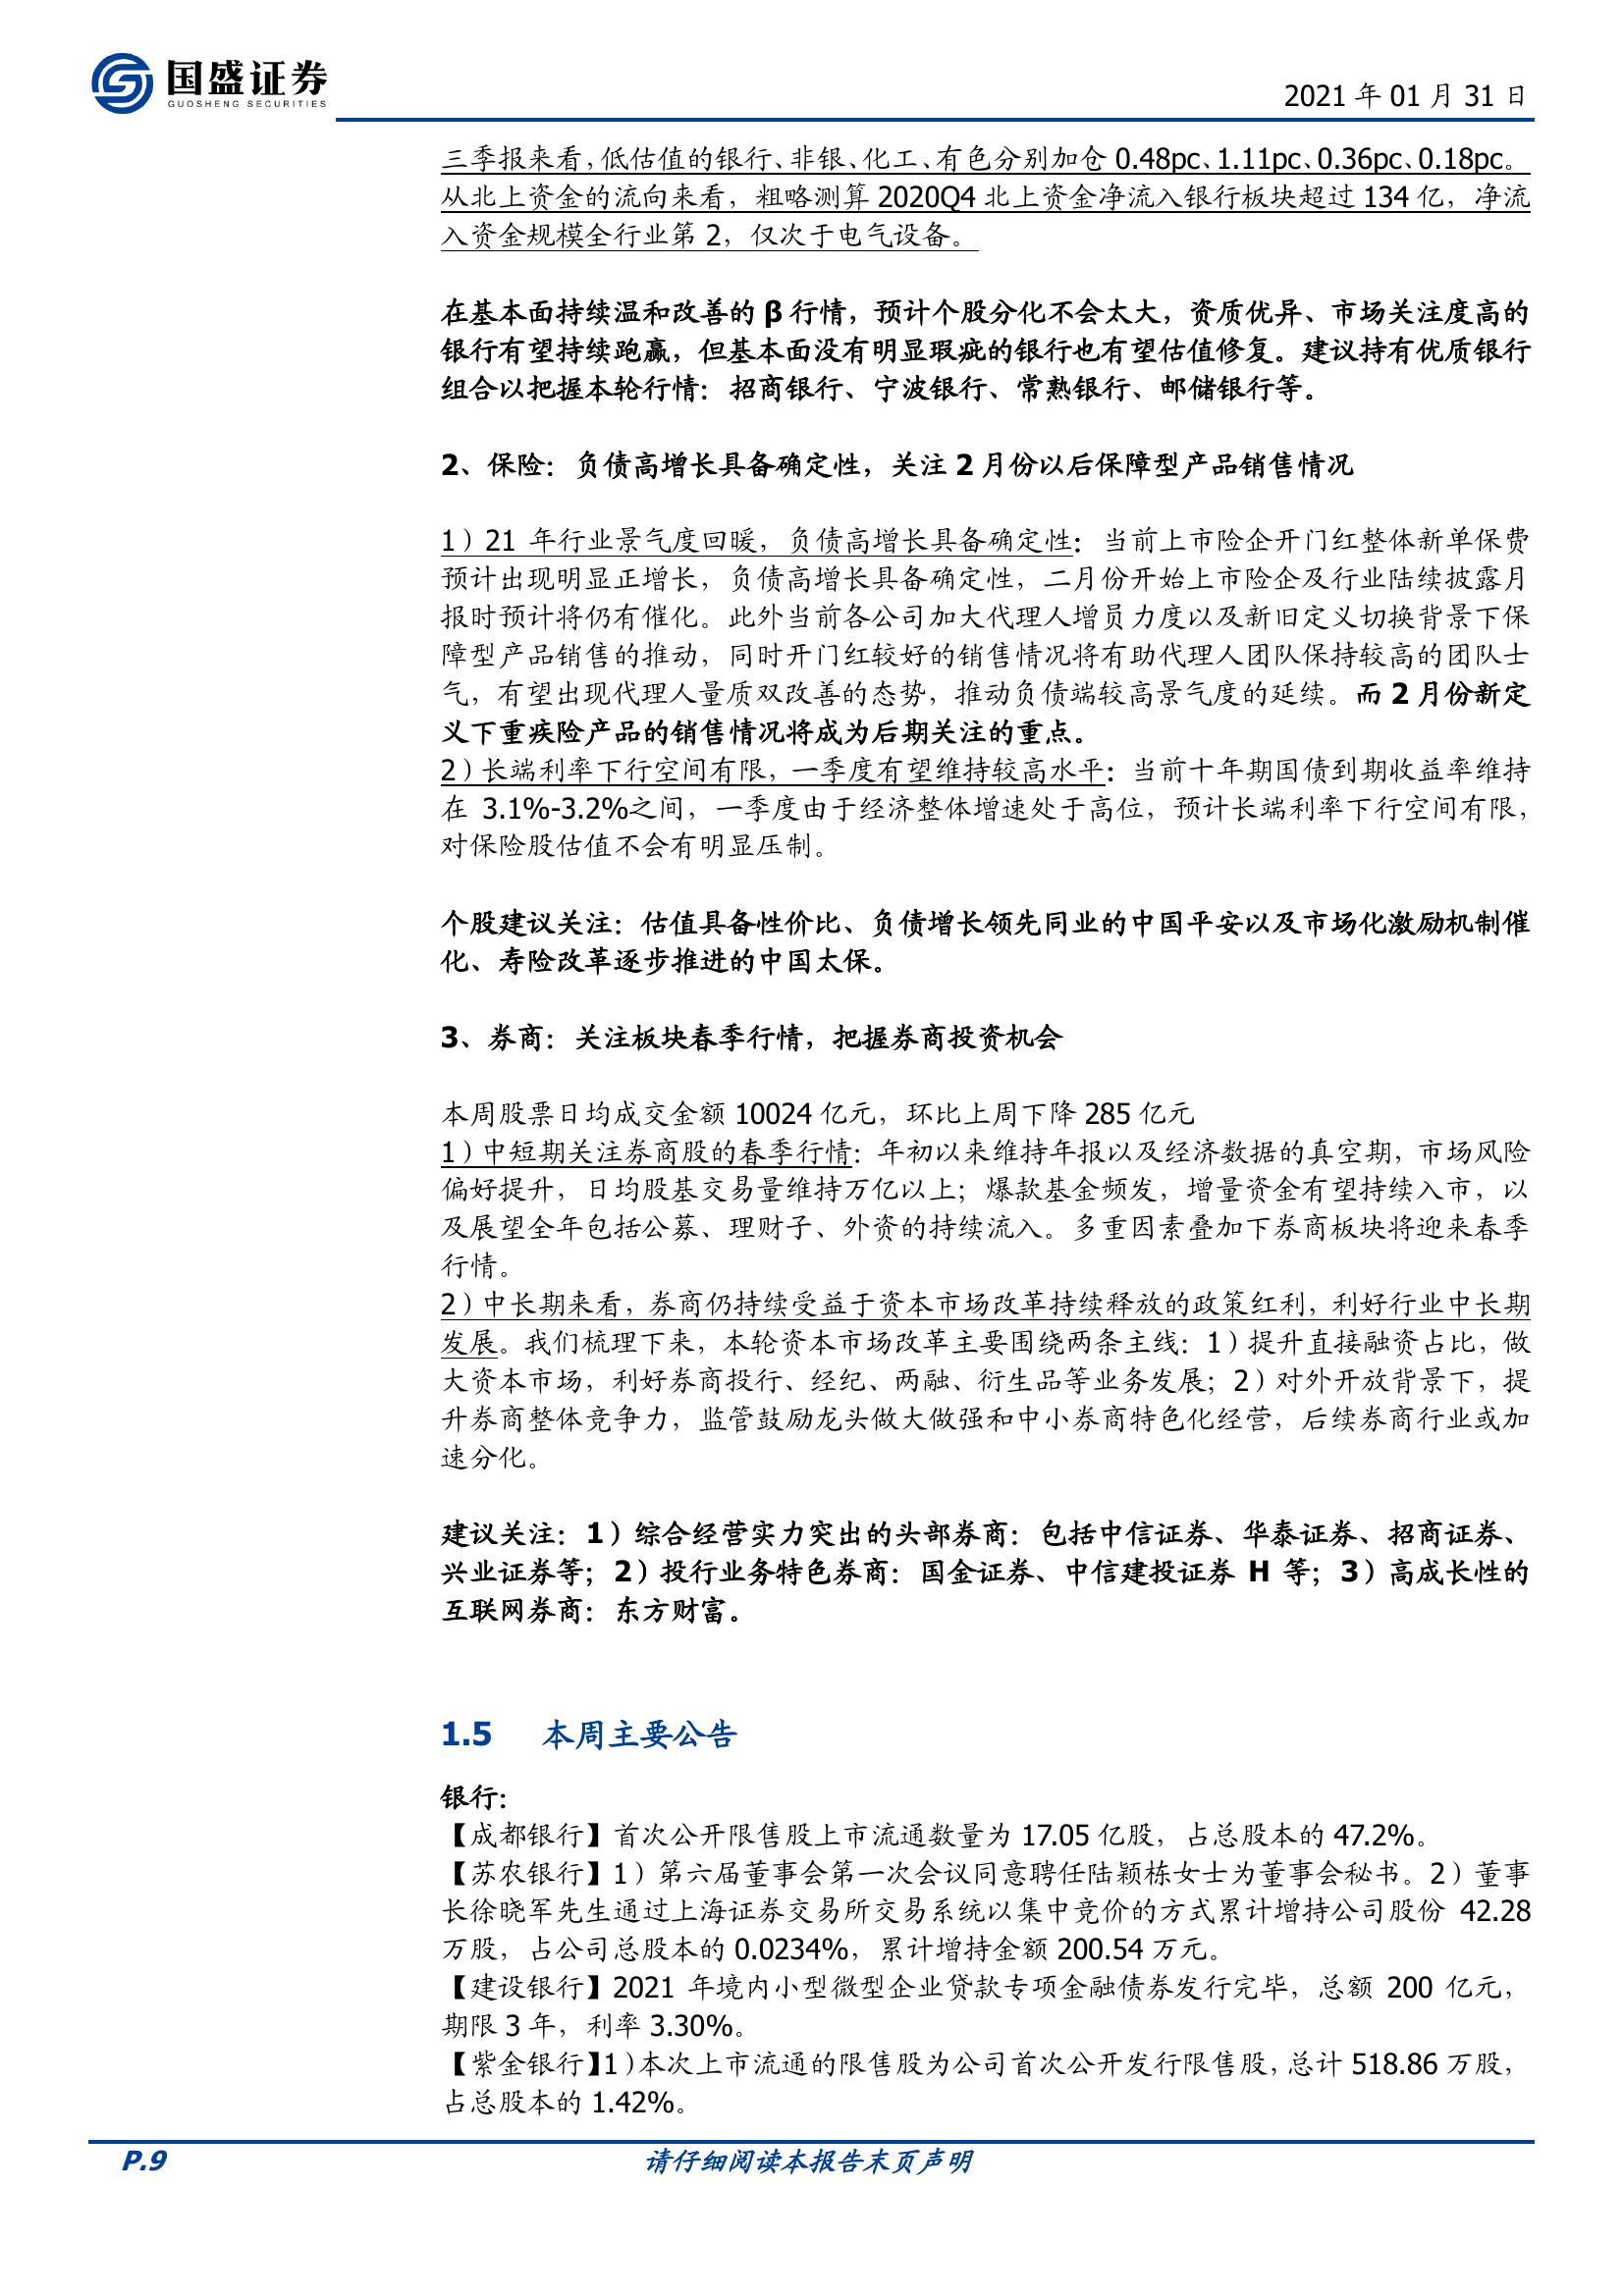 国盛证券
GUOSHENG SECURITIES
2021 年 01 月 31 日
三季报来看，低估值的银行、非银、化工、有色分别加仓 0.48pc、1.11pc、0.36pc、0.18pc。
从北上资金的流向来看，粗略测算 2020Q4 北上资金净流入银行板块超过 134 亿，净流
入资金规模全行业第 2，仅次于电气设备。
在基本面持续温和改善的 β 行情，预计个股分化不会太大，资质优异、市场关注度高的
银行有望持续跑赢，但基本面没有明显瑕疵的银行也有望估值修复。建议持有优质银行
组合以把握本轮行情：招商银行、宁波银行、常熟银行、邮储银行等。
2、保险：负债高增长具备确定性，关注 2 月份以后保障型产品销售情况
1）21 年行业景气度回暖，负债高增长具备确定性：当前上市险企开门红整体新单保费
预计出现明显正增长，负债高增长具备确定性，二月份开始上市险企及行业陆续披露月
报时预计将仍有催化。此外当前各公司加大代理人增员力度以及新旧定义切换背景下保
障型产品销售的推动，同时开门红较好的销售情况将有助代理人团队保持较高的团队士
气，有望出现代理人量质双改善的态势，推动负债端较高景气度的延续。而 2 月份新定
义下重疾险产品的销售情况将成为后期关注的重点。
2）长端利率下行空间有限，一季度有望维持较高水平：当前十年期国债到期收益率维持
在 3.1%-3.2%之间，一季度由于经济整体增速处于高位，预计长端利率下行空间有限，
对保险股估值不会有明显压制。
个股建议关注：估值具备性价比、负债增长领先同业的中国平安以及市场化激励机制催
化、寿险改革逐步推进的中国太保。
3、券商：关注板块春季行情，把握券商投资机会
本周股票日均成交金额 10024 亿元，环比上周下降 285 亿元
1）中短期关注券商股的春季行情：年初以来维持年报以及经济数据的真空期，市场风险
偏好提升，日均股基交易量维持万亿以上；爆款基金频发，增量资金有望持续入市，以
及展望全年包括公募、理财子、外资的持续流入。多重因素叠加下券商板块将迎来春季
行情。
2）中长期来看，券商仍持续受益于资本市场改革持续释放的政策红利，利好行业中长期
发展。我们梳理下来，本轮资本市场改革主要围绕两条主线：1）提升直接融资占比，做
大资本市场，利好券商投行、经纪、两融、衍生品等业务发展；2）对外开放背景下，提
升券商整体竞争力，监管鼓励龙头做大做强和中小券商特色化经营，后续券商行业或加
速分化。
建议关注：1）综合经营实力突出的头部券商：包括中信证券、华泰证券、招商证券、
兴业证券等；2）投行业务特色券商：国金证券、中信建投证券 H 等；3）高成长性的
互联网券商：东方财富。
1.5 本周主要公告
银行：
【成都银行】首次公开限售股上市流通数量为 17.05 亿股，占总股本的 47.2%。
【苏农银行】1）第六届董事会第一次会议同意聘任陆颖栋女士为董事会秘书。2）董事
长徐晓军先生通过上海证券交易所交易系统以集中竞价的方式累计增持公司股份 42.28
万股，占公司总股本的 0.0234%，累计增持金额 200.54 万元。
【建设银行】2021 年境内小型微型企业贷款专项金融债券发行完毕，总额 200 亿元，
期限 3 年，利率 3.30%。
【紫金银行】1）本次上市流通的限售股为公司首次公开发行限售股，总计 518.86 万股，
占总股本的 1.42%。
P.9
请仔细阅读本报告末页声明